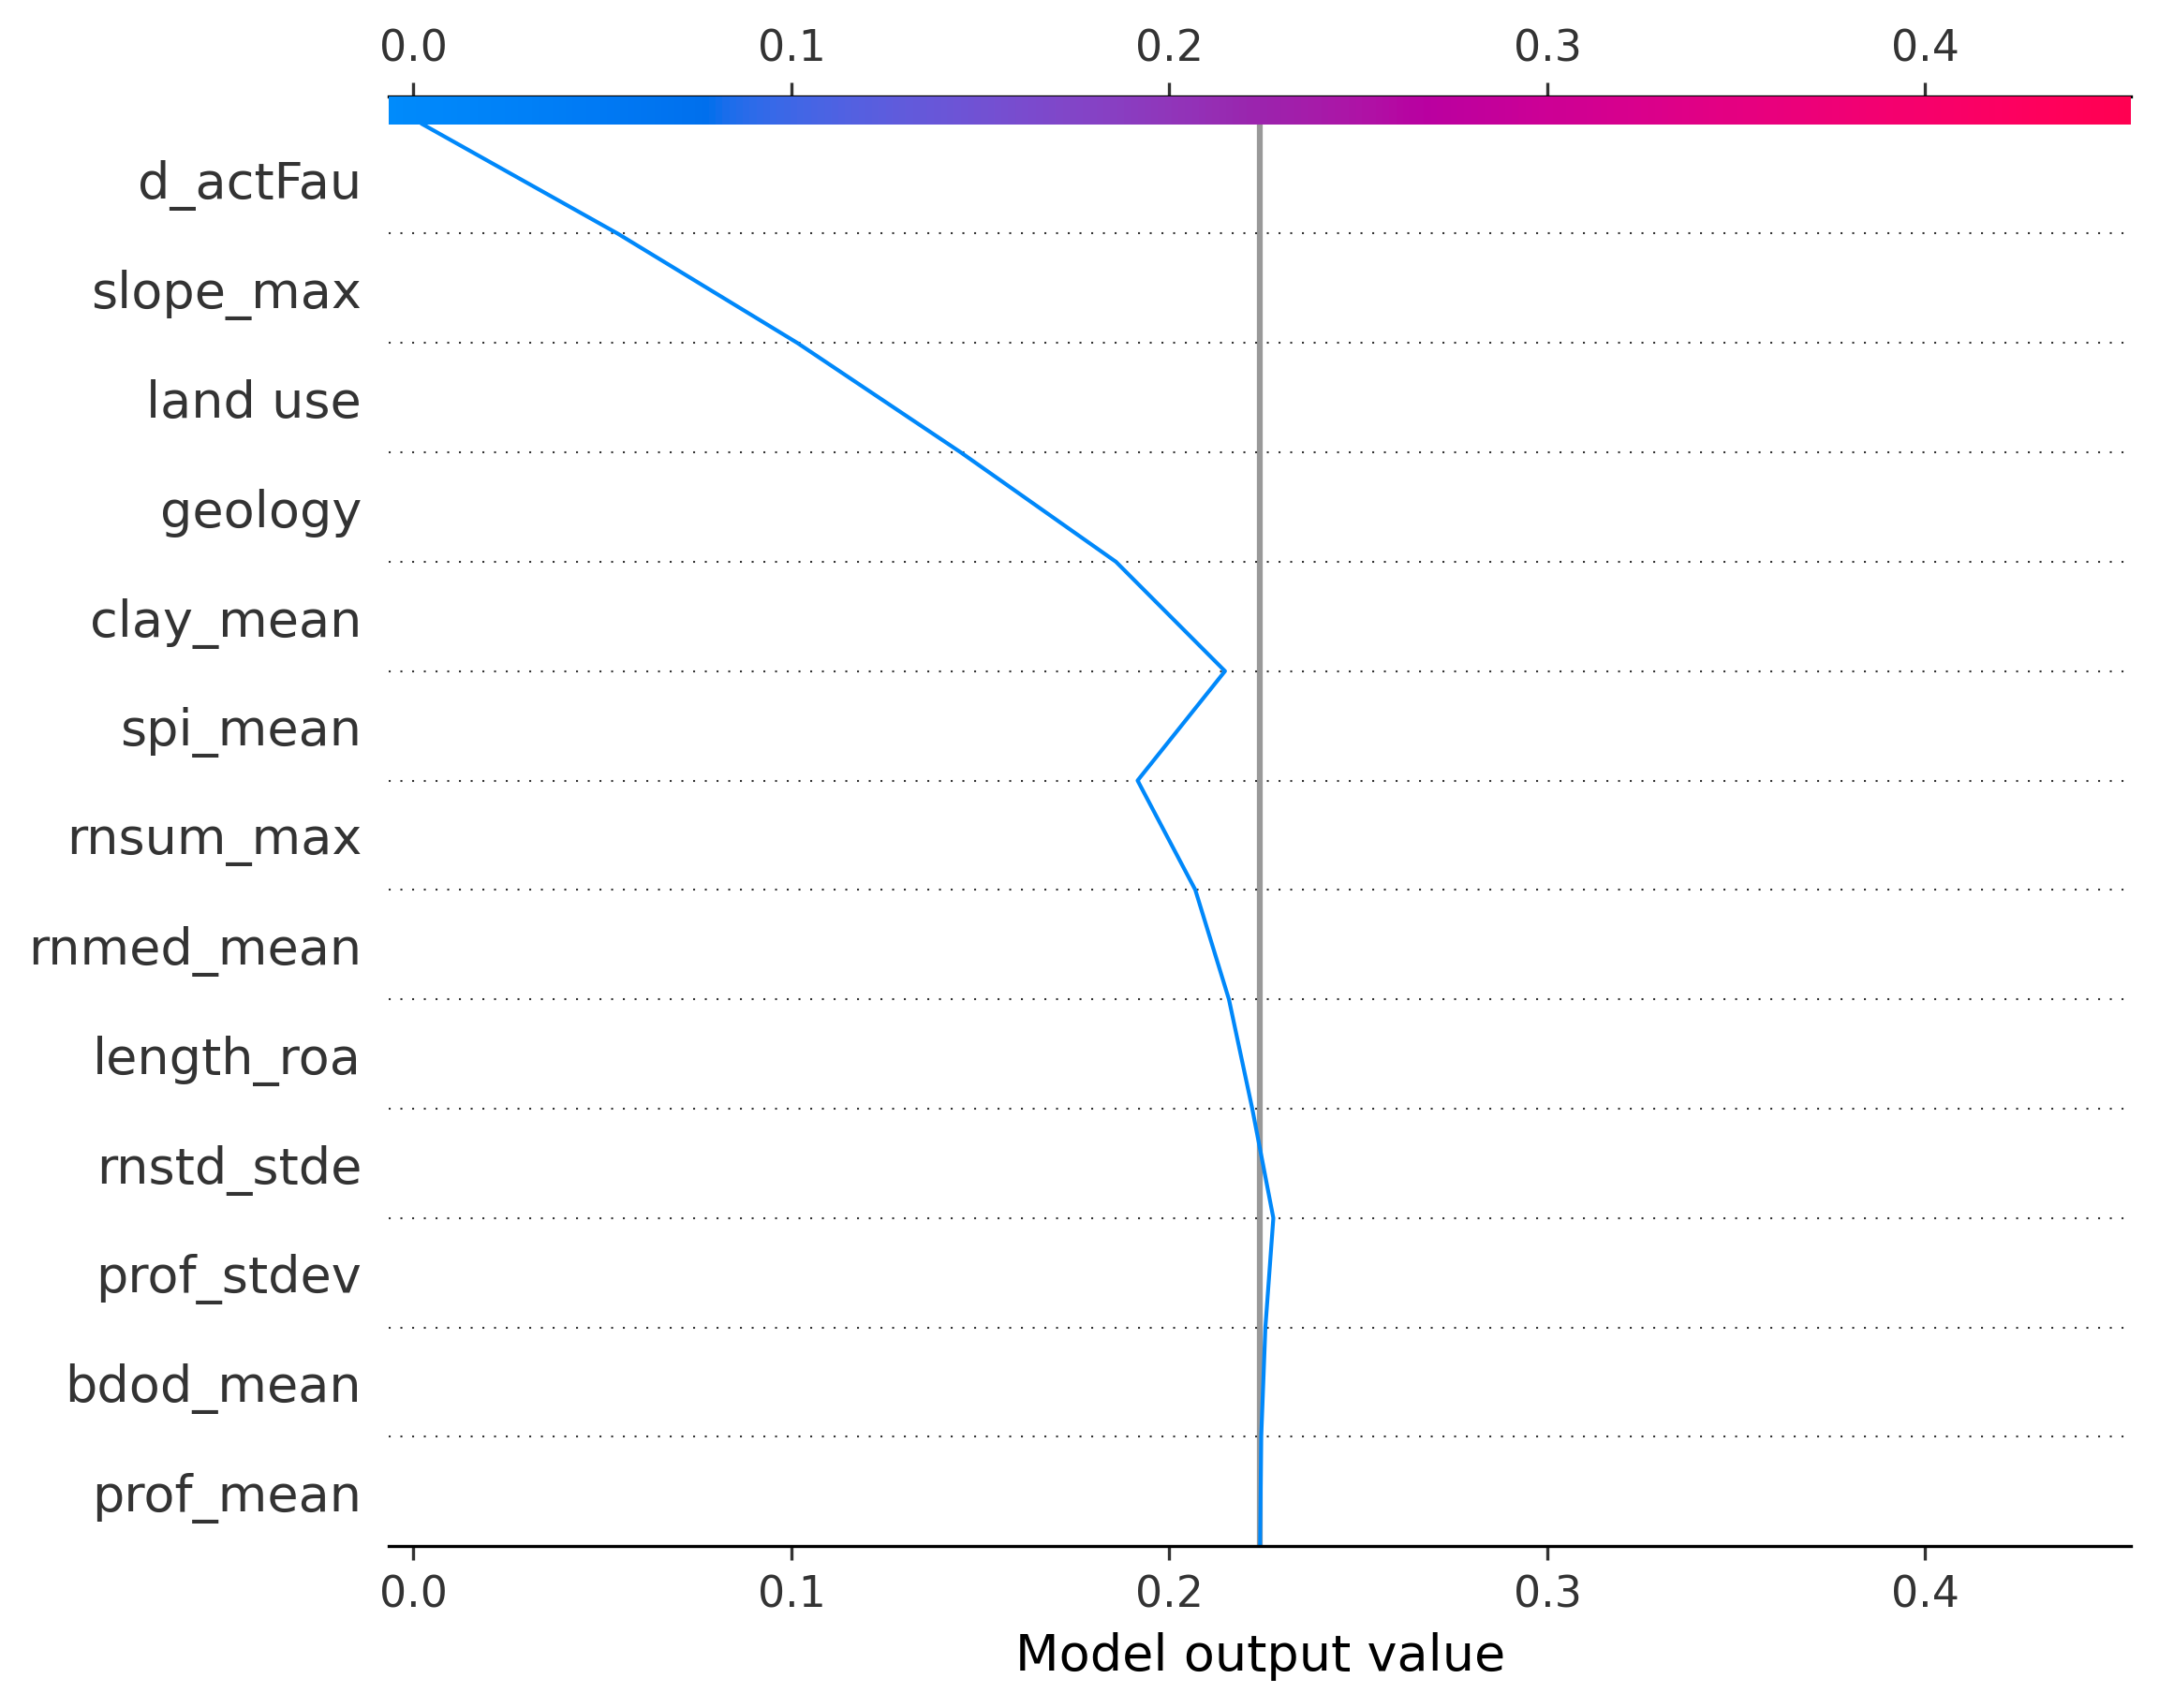 0.0 0.1 0.2 0.3 0.4
d_actFau
slope_max
land use
geology
clay_mean
spi_mean
rnsum_max
rnmed_mean
length_roa
rnstd_stde
prof_stdev
bdod_mean
prof_mean
0.0 0.1 0.2 0.3 0.4
Model output value